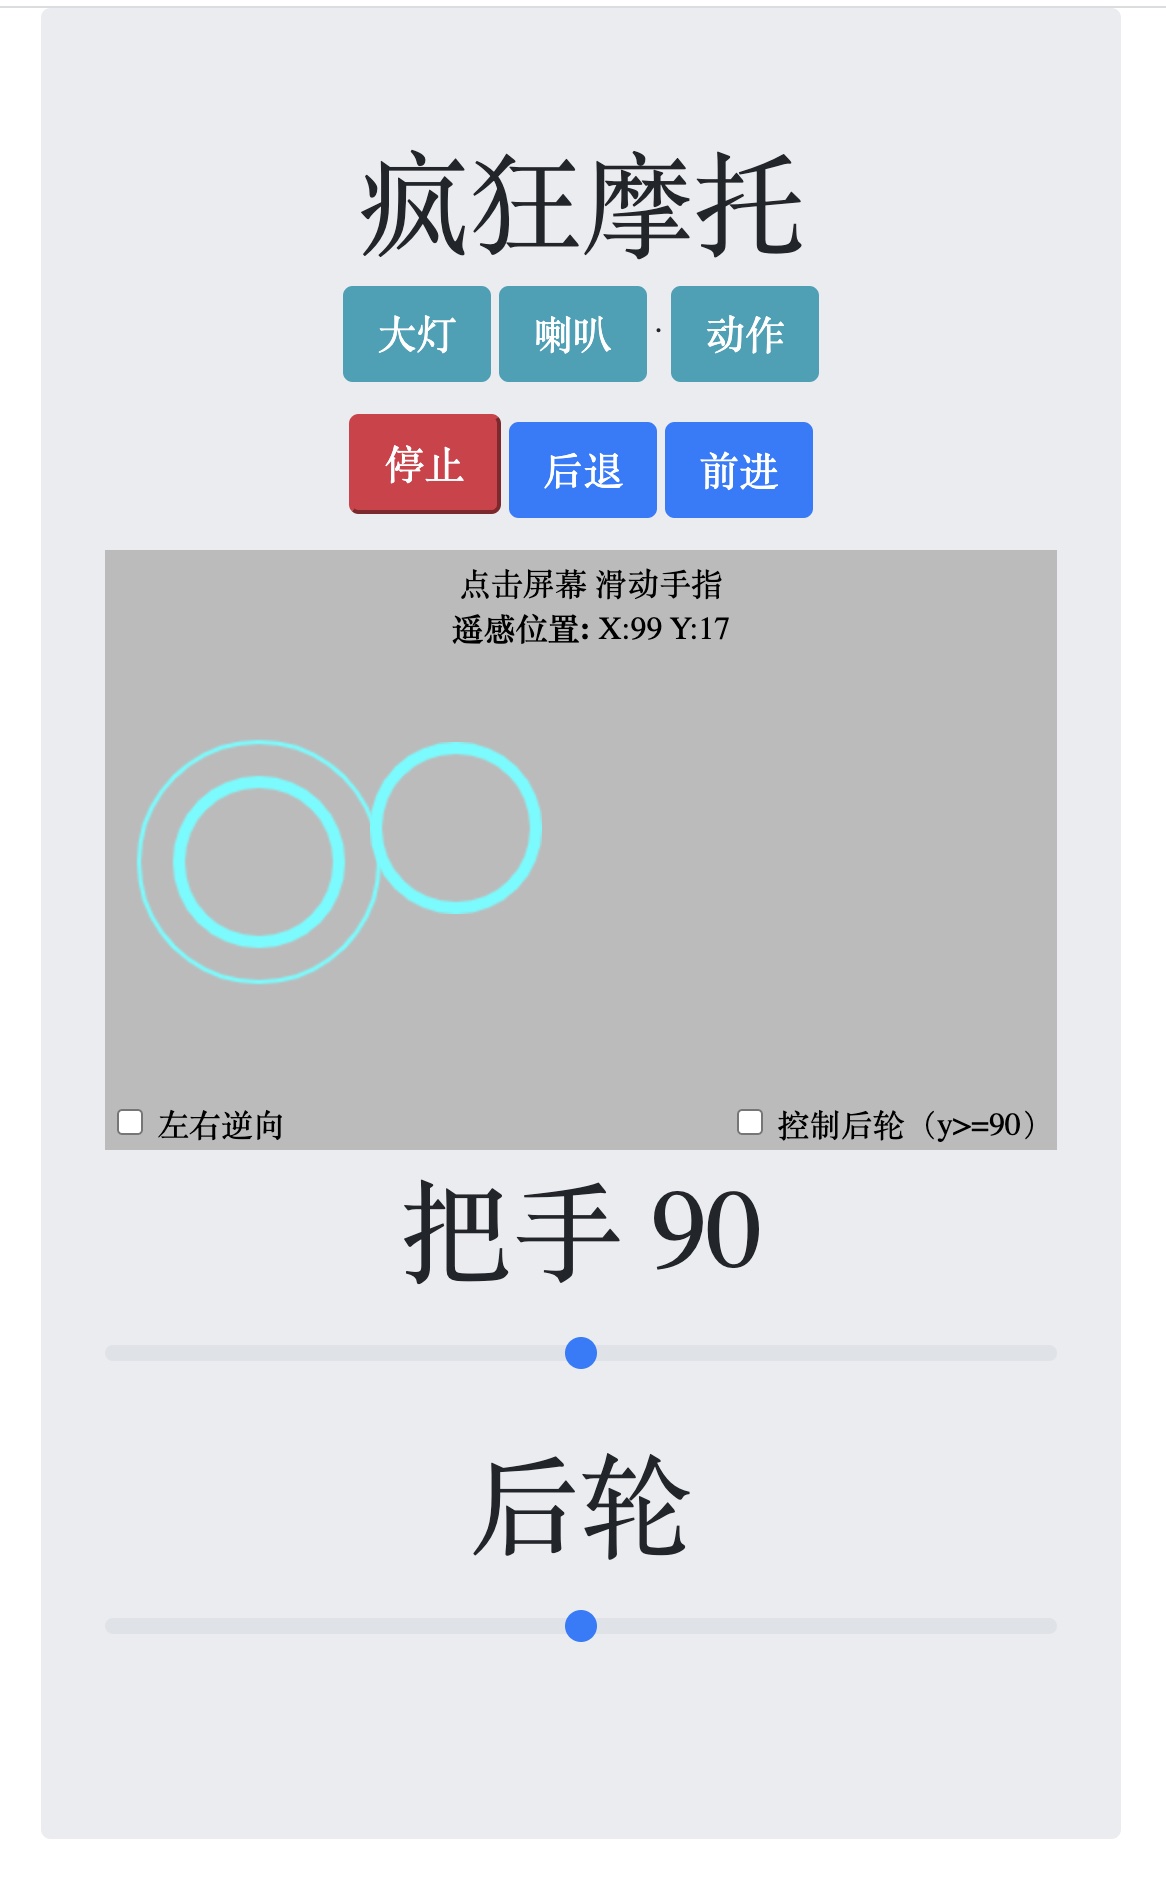 疯狂摩托
大灯 喇叭 · 动作
停止 后退 前进
点击屏幕 滑动手指
遥感位置: X:99 Y:17
左右逆向 控制后轮（y>=90）
把手 90
后轮